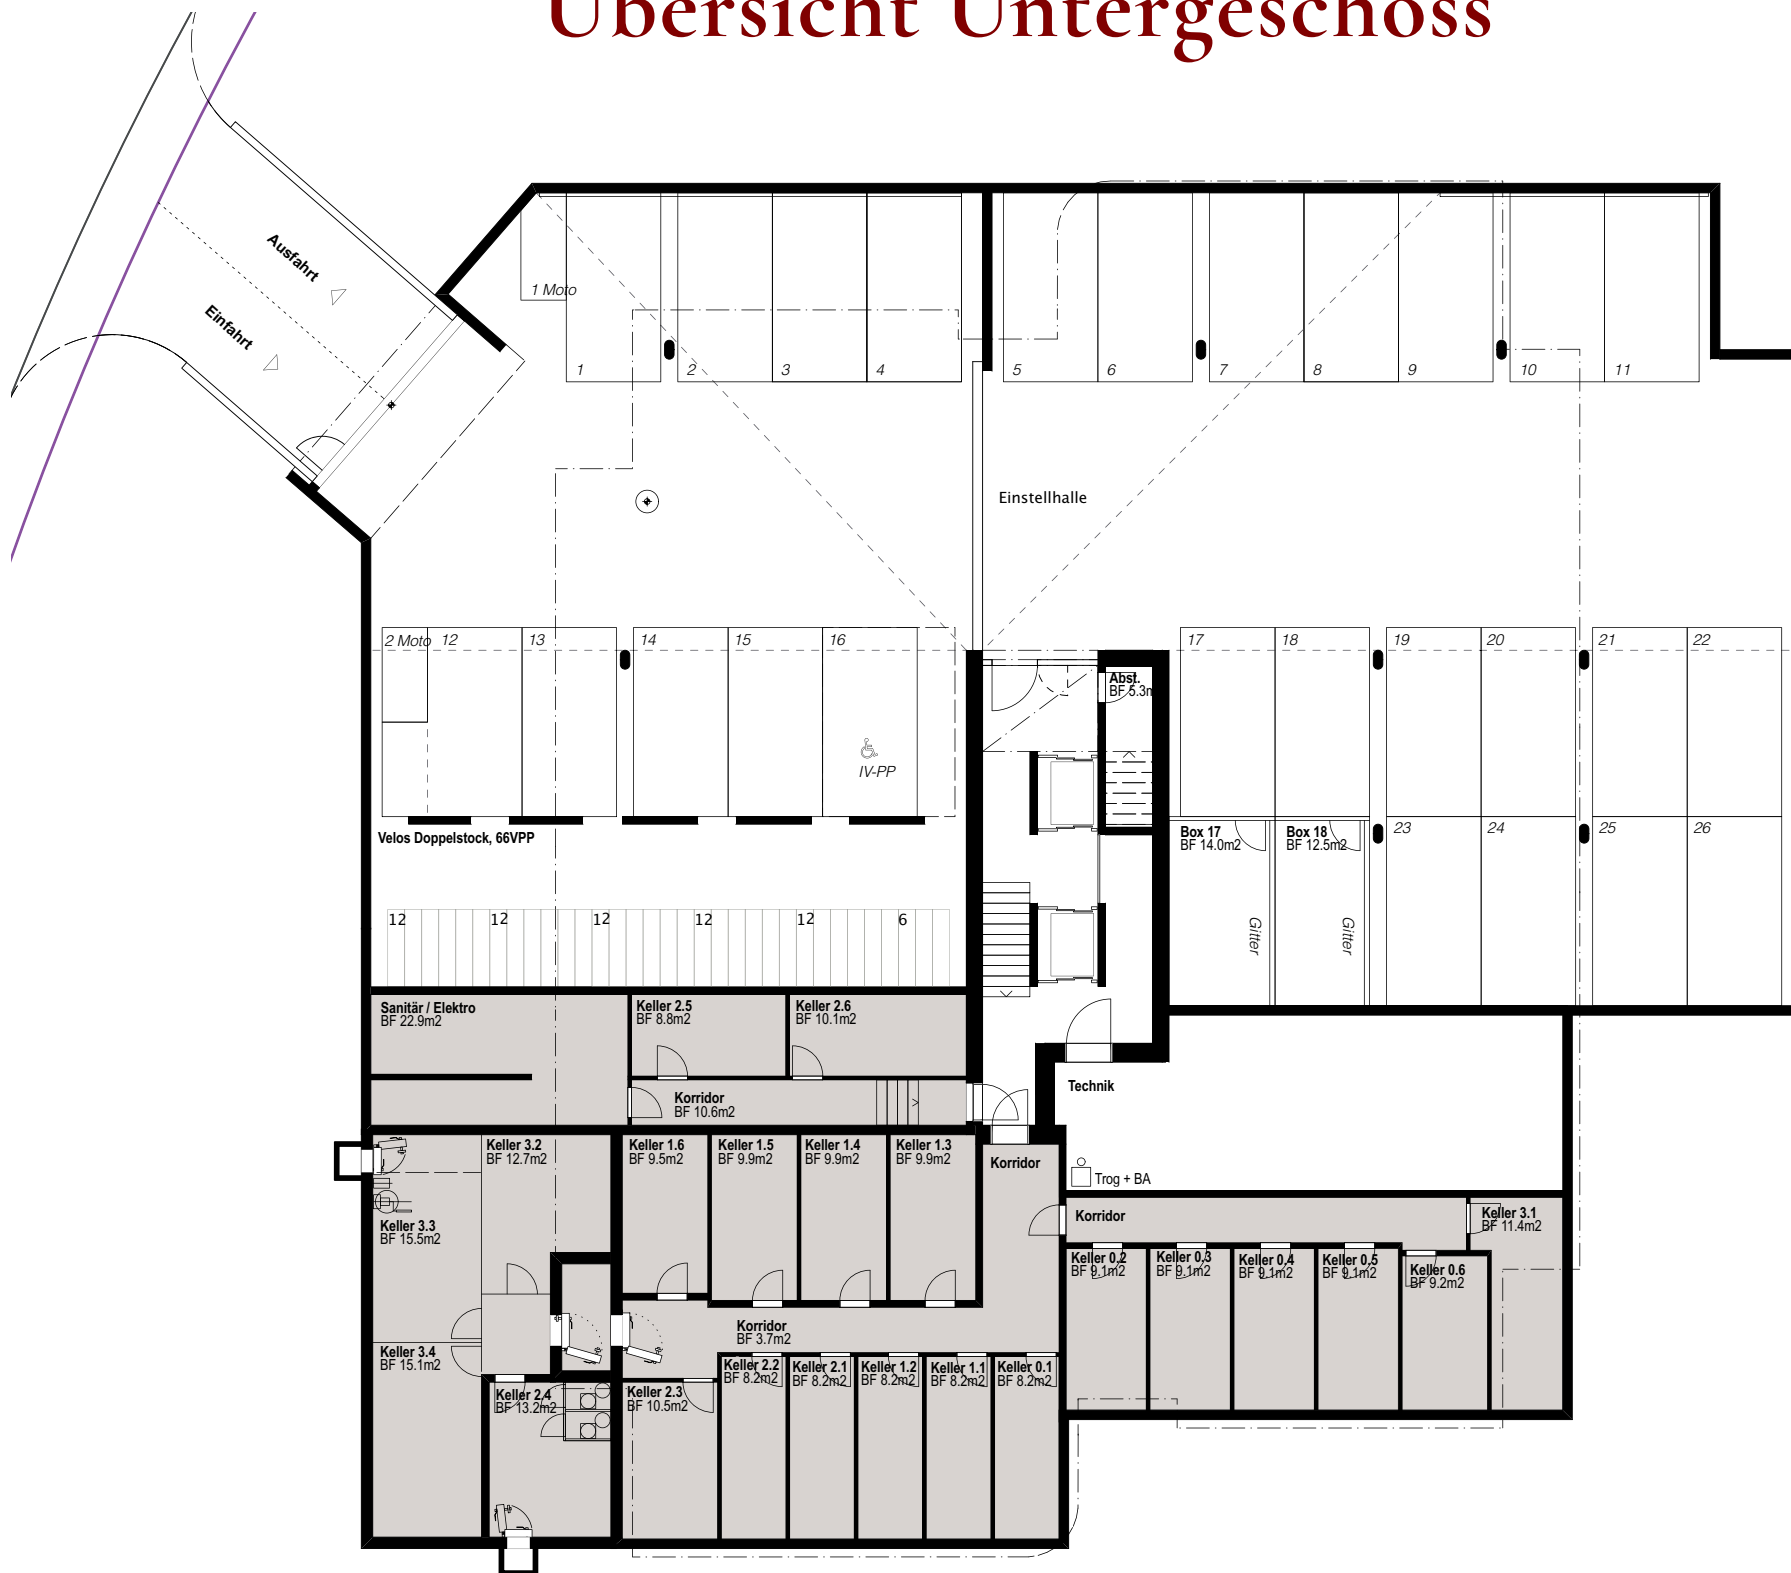 Übersicht Untergeschoss
Ausfahrt
Einfahrt
1 Moto
1
2
3
4
5
6
7
8
9
10
11
Einstellhalle
2 Moto
12
13
14
15
16
17
18
19
20
21
22
IV-PP
Abst.
BF 5.3m
Velos Doppelstock, 66VPP
Box 17
BF 14.0m2
Box 18
BF 12.5m2
23
24
25
26
Gitter
Gitter
12
12
12
12
12
6
Sanitär / Elektro
BF 22.9m2
Keller 2.5
BF 8.8m2
Keller 2.6
BF 10.1m2
Korridor
BF 10.6m2
Technik
Keller 3.2
BF 12.7m2
Keller 1.6
BF 9.5m2
Keller 1.5
BF 9.9m2
Keller 1.4
BF 9.9m2
Keller 1.3
BF 9.9m2
Korridor
Trog + BA
Keller 3.3
BF 15.5m2
Korridor
Keller 3.1
BF 11.4m2
Keller 0.2
BF 9.1m2
Keller 0.3
BF 9.1m2
Keller 0.4
BF 9.1m2
Keller 0.5
BF 9.1m2
Keller 0.6
BF 9.2m2
Korridor
BF 3.7m2
Keller 3.4
BF 15.1m2
Keller 2.4
BF 13.2m2
Keller 2.3
BF 10.5m2
Keller 2.2
BF 8.2m2
Keller 2.1
BF 8.2m2
Keller 1.2
BF 8.2m2
Keller 1.1
BF 8.2m2
Keller 0.1
BF 8.2m2